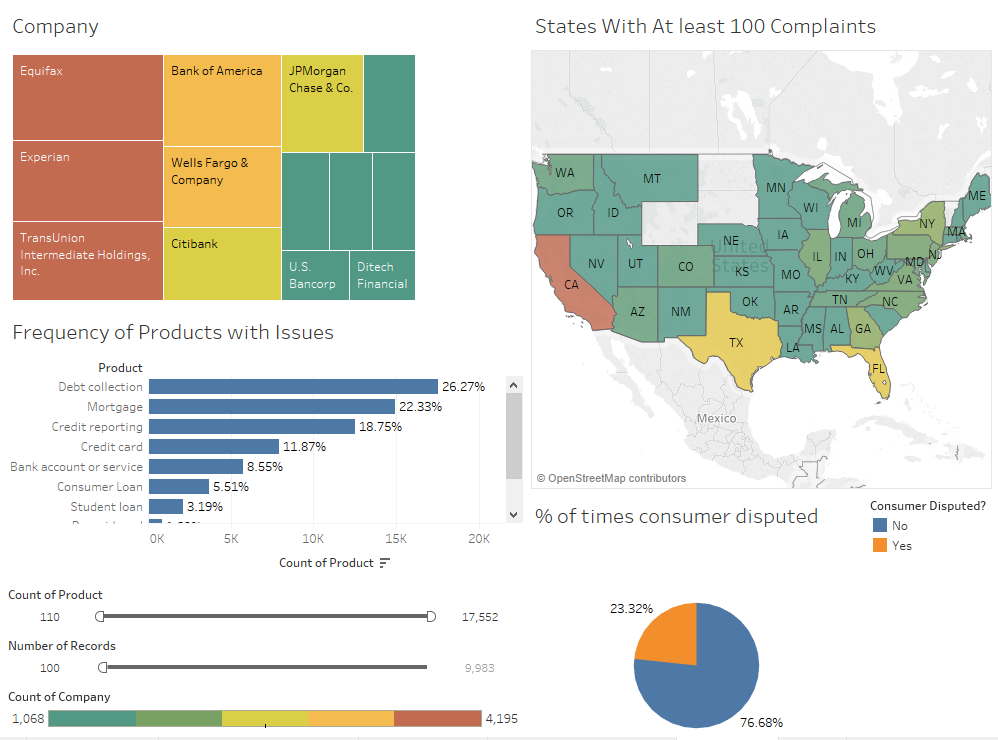 Company
States With At least 100 Complaints
Equifax
Bank of America
JPMorgan
Chase & Co.
Experian
Wells Fargo &
Company
TransUnion
Intermediate Holdings,
Inc.
Citibank
U.S.
Bancorp
Ditech
Financial
WA
MT
ME
MN
OR
ID
WI
NY
MI
MA
IA
NE
United
States
NV
UT
CO
KS
IL
IN
OH
NJ
MD
CA
MO
WV
VA
KY
AZ
NM
OK
AR
TN
NC
MS
AL
GA
TX
LA
FL
Mexico
© OpenStreetMap contributors
Frequency of Products with Issues
Product
Debt collection 26.27%
Mortgage 22.33%
Credit reporting 18.75%
Credit card 11.87%
Bank account or service 8.55%
Consumer Loan 5.51%
Student loan 3.19%
0K 5K 10K 15K 20K
Count of Product
% of times consumer disputed
Consumer Disputed?
No
Yes
23.32%
76.68%
Count of Product
110 17,552
Number of Records
100 9,983
Count of Company
1,068 4,195